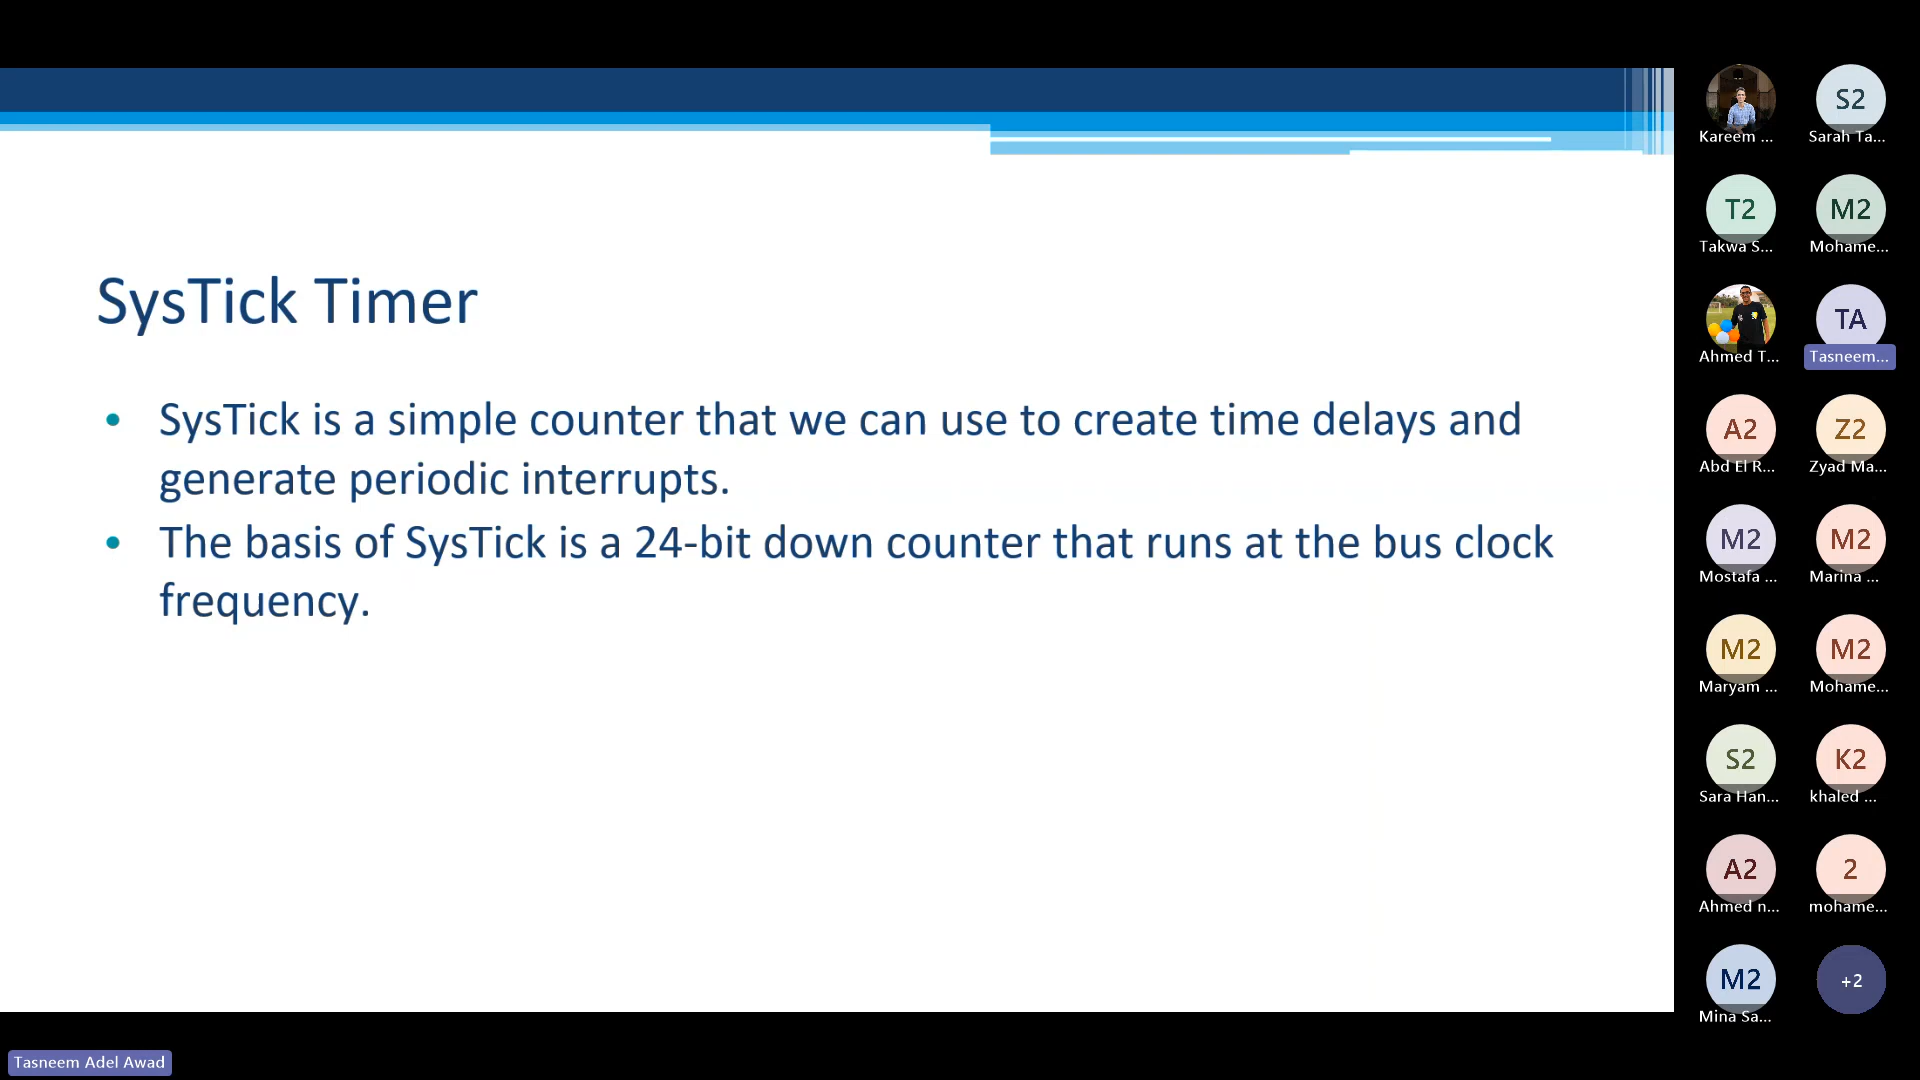 SysTick Timer
• SysTick is a simple counter that we can use to create time delays and
generate periodic interrupts.
• The basis of SysTick is a 24-bit down counter that runs at the bus clock
frequency.
Kareem ...
S2
Sarah Ta...
T2
Takwa S...
M2
Mohame...
Ahmed T...
TA
Tasneem...
A2
Abd El R...
Z2
Zyad Ma...
M2
Mostafa ...
M2
Marina ...
M2
Maryam ...
M2
Mohame...
S2
Sara Han...
K2
khaled ...
A2
Ahmed n...
2
mohame...
M2
Mina Sa...
+2
Tasneem Adel Awad